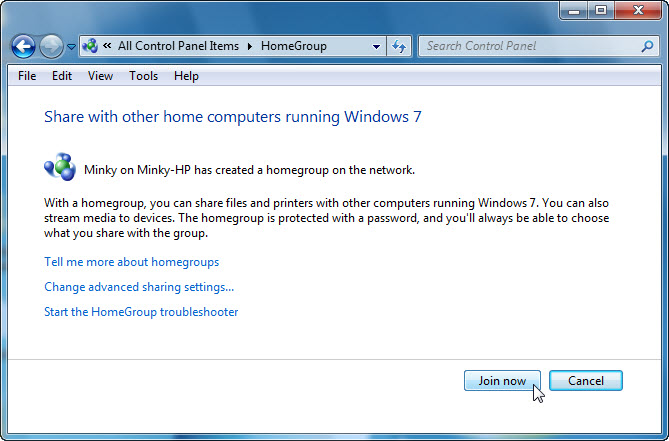 « All Control Panel Items HomeGroup Search Control Panel
File Edit View Tools Help
Share with other home computers running Windows 7
Minky on Minky-HP has created a homegroup on the network.
With a homegroup, you can share files and printers with other computers running Windows 7. You can also
stream media to devices. The homegroup is protected with a password, and you'll always be able to choose
what you share with the group.
Tell me more about homegroups
Change advanced sharing settings...
Start the HomeGroup troubleshooter
Join now Cancel